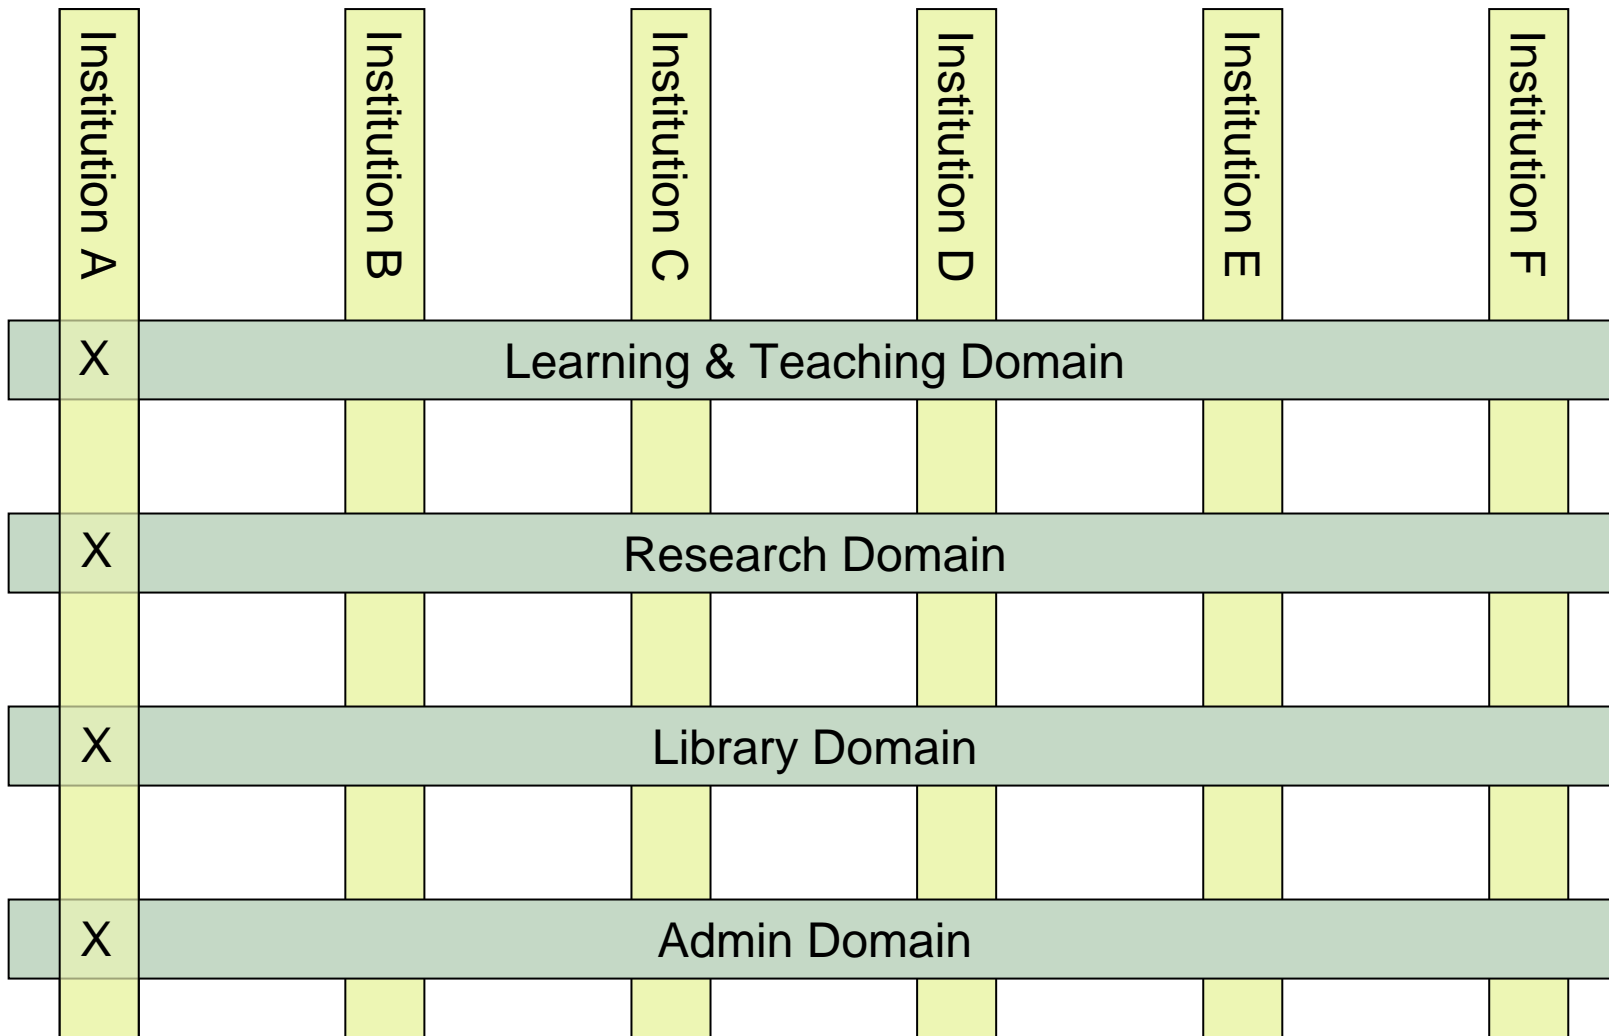 Institution A
Institution B
Institution C
Institution D
Institution E
Institution F
X Learning & Teaching Domain
X Research Domain
X Library Domain
X Admin Domain